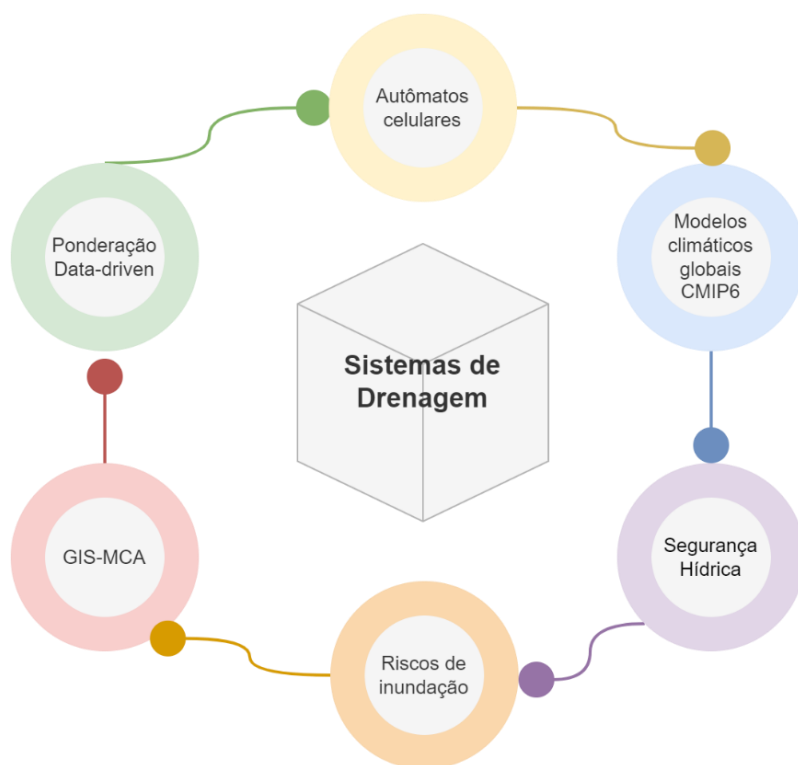 Autômatos
celulares
Ponderação
Data-driven
Modelos
climáticos
globais
CMIP6
Sistemas de
Drenagem
GIS-MCA
Segurança
Hídrica
Riscos de
inundação